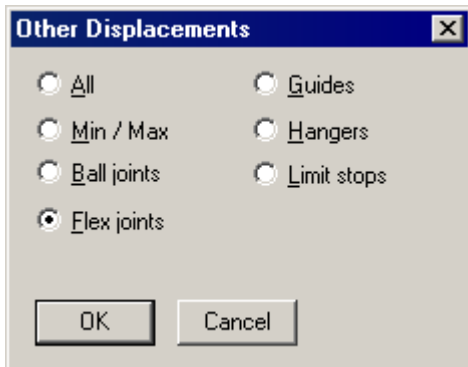 Other Displacements
All
Guides
Min / Max
Hangers
Ball joints
Limit stops
Flex joints
OK
Cancel